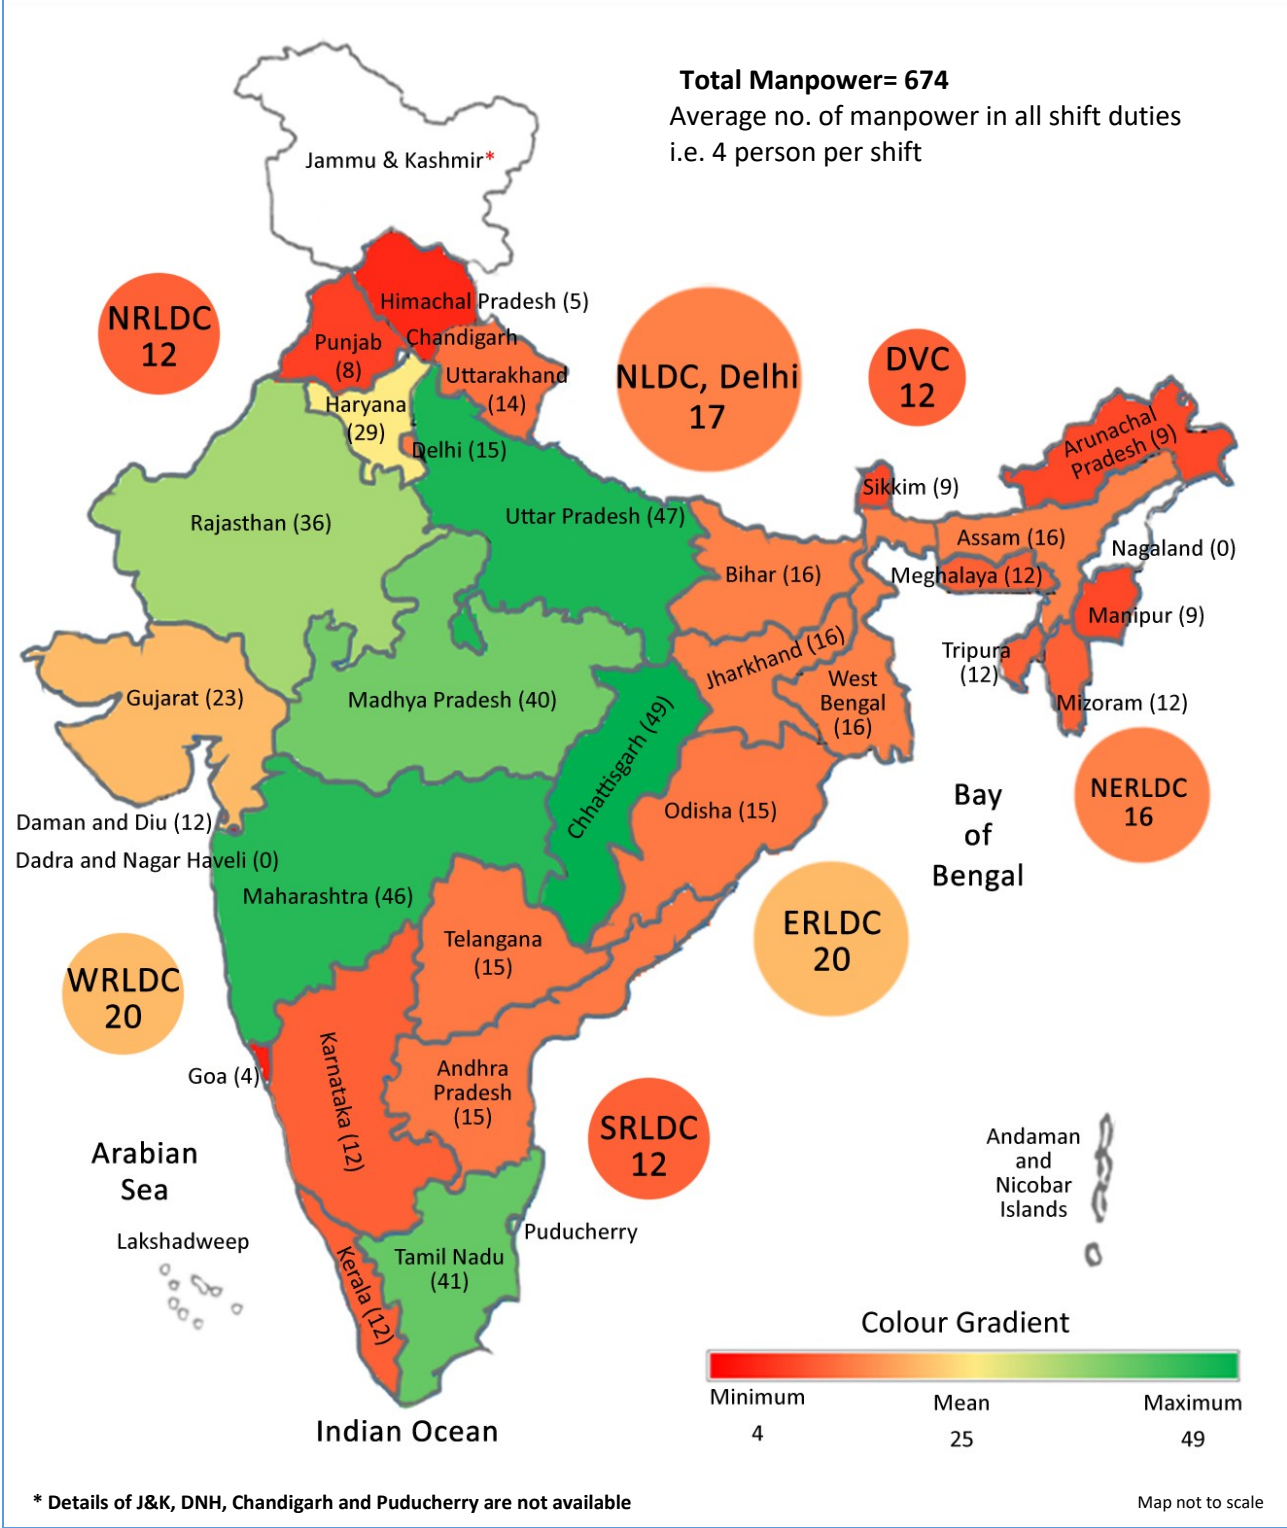 Total Manpower= 674
Average no. of manpower in all shift duties
i.e. 4 person per shift
Jammu & Kashmir*
NRLDC
12
Himachal Pradesh (5)
Punjab
(8)
Chandigarh
Uttarakhand
(14)
Haryana
(29)
Delhi (15)
NLDC, Delhi
17
DVC
12
Arunachal
Pradesh (9)
Sikkim (9)
Rajasthan (36)
Uttar Pradesh (47)
Assam (16)
Nagaland (0)
Bihar (16)
Meghalaya (12)
Manipur (9)
Jharkhand (16)
Tripura
(12)
West
Bengal
(16)
Mizoram (12)
Gujarat (23)
Madhya Pradesh (40)
Chhattisgarh (49)
NERLDC
16
Odisha (15)
Bay
of
Bengal
Daman and Diu (12)
Dadra and Nagar Haveli (0)
Maharashtra (46)
ERLDC
20
Telangana
(15)
WRLDC
20
Karnataka (12)
Goa (4)
Andhra
Pradesh
(15)
SRLDC
12
Arabian
Sea
Andaman
and
Nicobar
Islands
Lakshadweep
Puducherry
Kerala (12)
Tamil Nadu
(41)
Indian Ocean
Colour Gradient
Minimum
4
Mean
25
Maximum
49
* Details of J&K, DNH, Chandigarh and Puducherry are not available
Map not to scale